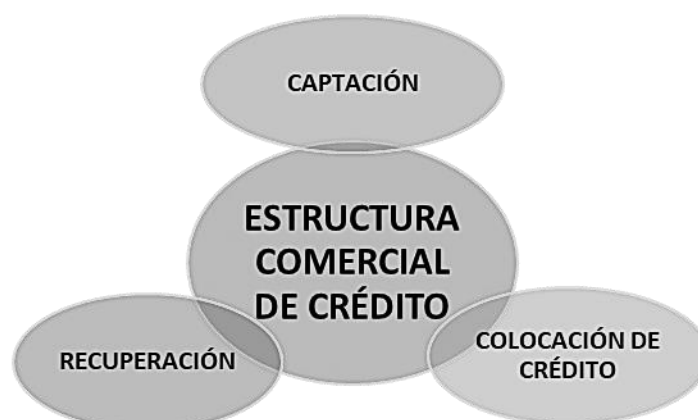 CAPTACIÓN
ESTRUCTURA
COMERCIAL
DE CRÉDITO
RECUPERACIÓN
COLOCACIÓN DE
CRÉDITO